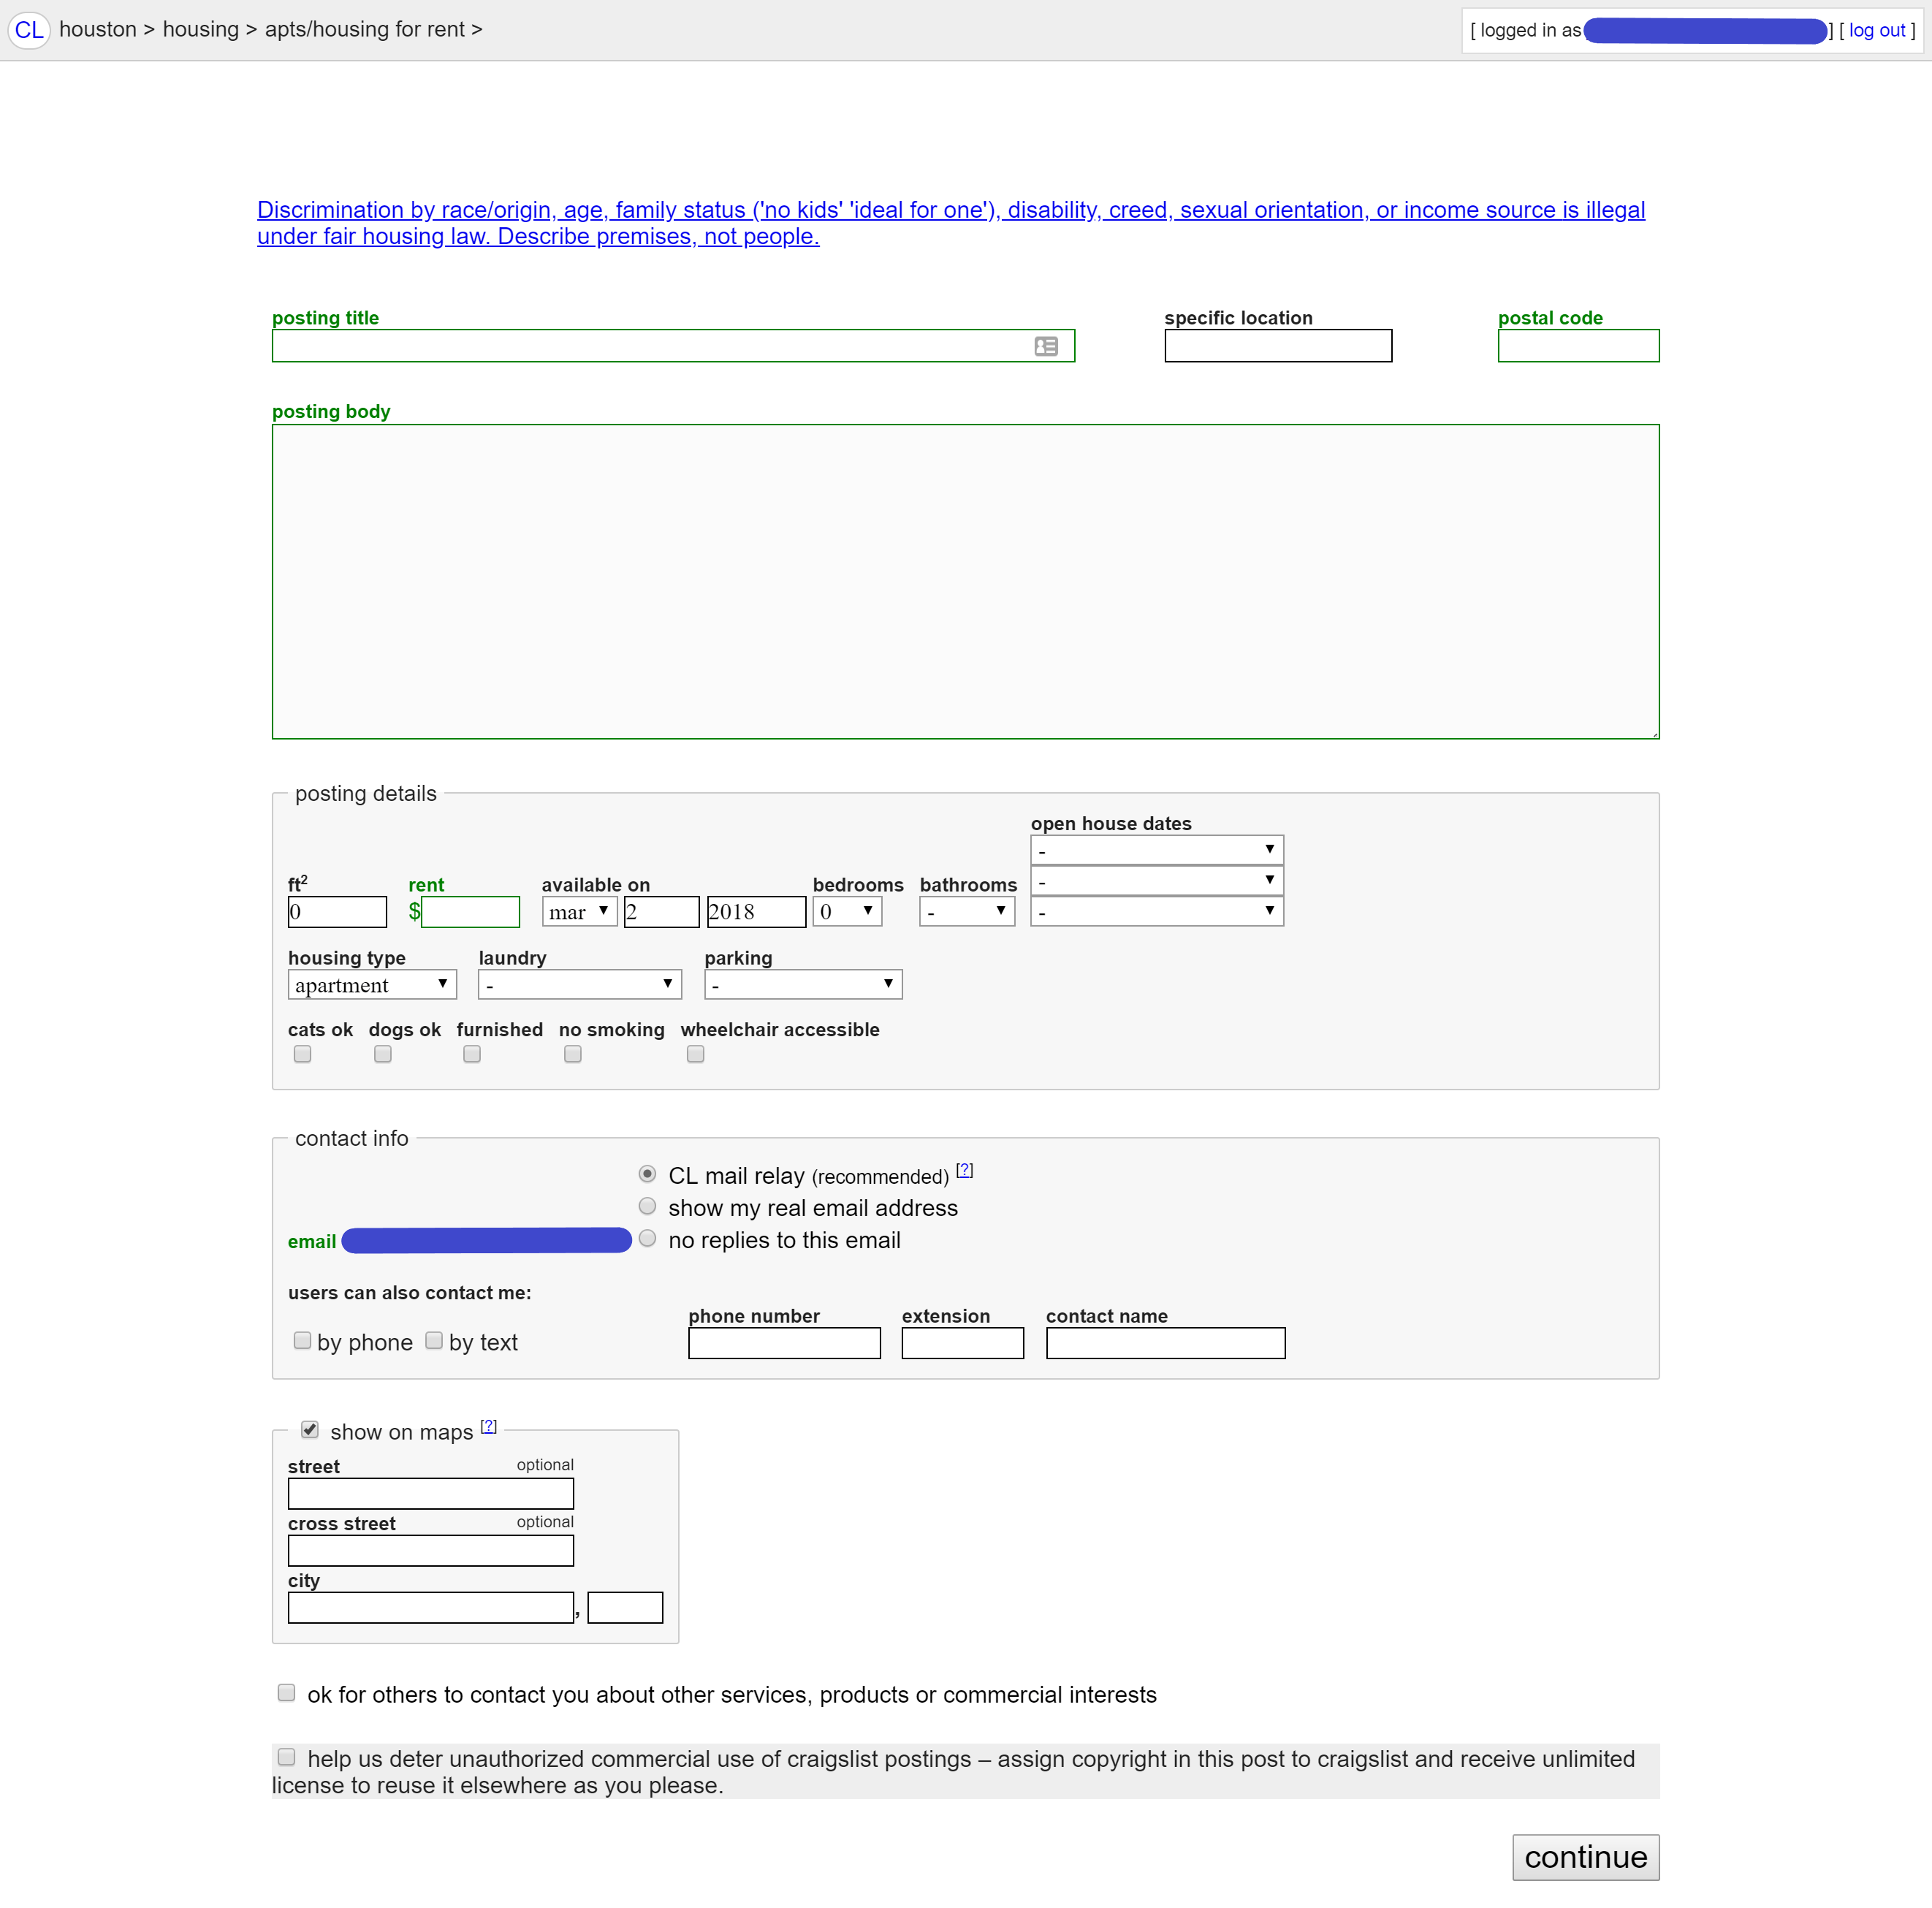 CL houston > housing > apts/housing for rent > [ logged in as ] [ log out ]
Discrimination by race/origin, age, family status ('no kids' 'ideal for one'), disability, creed, sexual orientation, or income source is illegal
under fair housing law. Describe premises, not people.
posting title specific location postal code
posting body
posting details
open house dates
-
-
ft2 rent available on bedrooms bathrooms
0 $ mar 2 2018 0 - -
housing type laundry parking
apartment - -
cats ok dogs ok furnished no smoking wheelchair accessible
contact info
CL mail relay (recommended) [?]
show my real email address
email no replies to this email
users can also contact me:
phone number extension contact name
by phone by text
show on maps [?]
street optional
cross street optional
city
,
ok for others to contact you about other services, products or commercial interests
help us deter unauthorized commercial use of craigslist postings – assign copyright in this post to craigslist and receive unlimited
license to reuse it elsewhere as you please.
continue